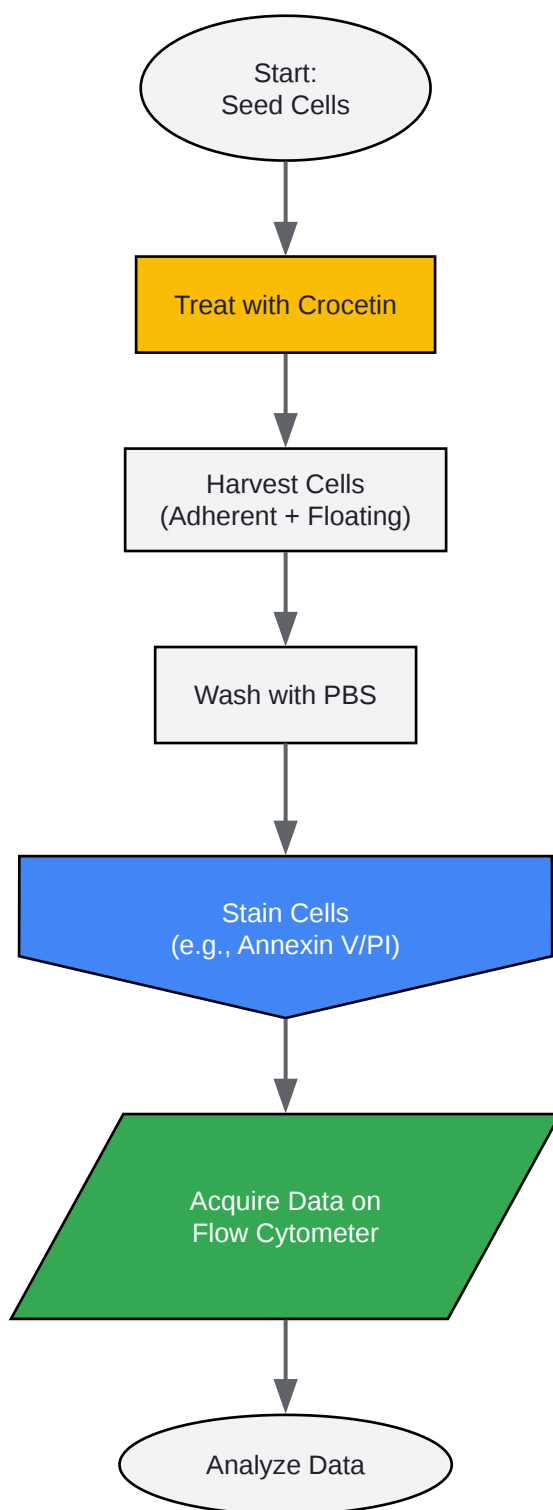 Start:
Seed Cells
Treat with Crocetin
Harvest Cells
(Adherent + Floating)
Wash with PBS
Stain Cells
(e.g., Annexin V/PI)
Acquire Data on
Flow Cytometer
Analyze Data